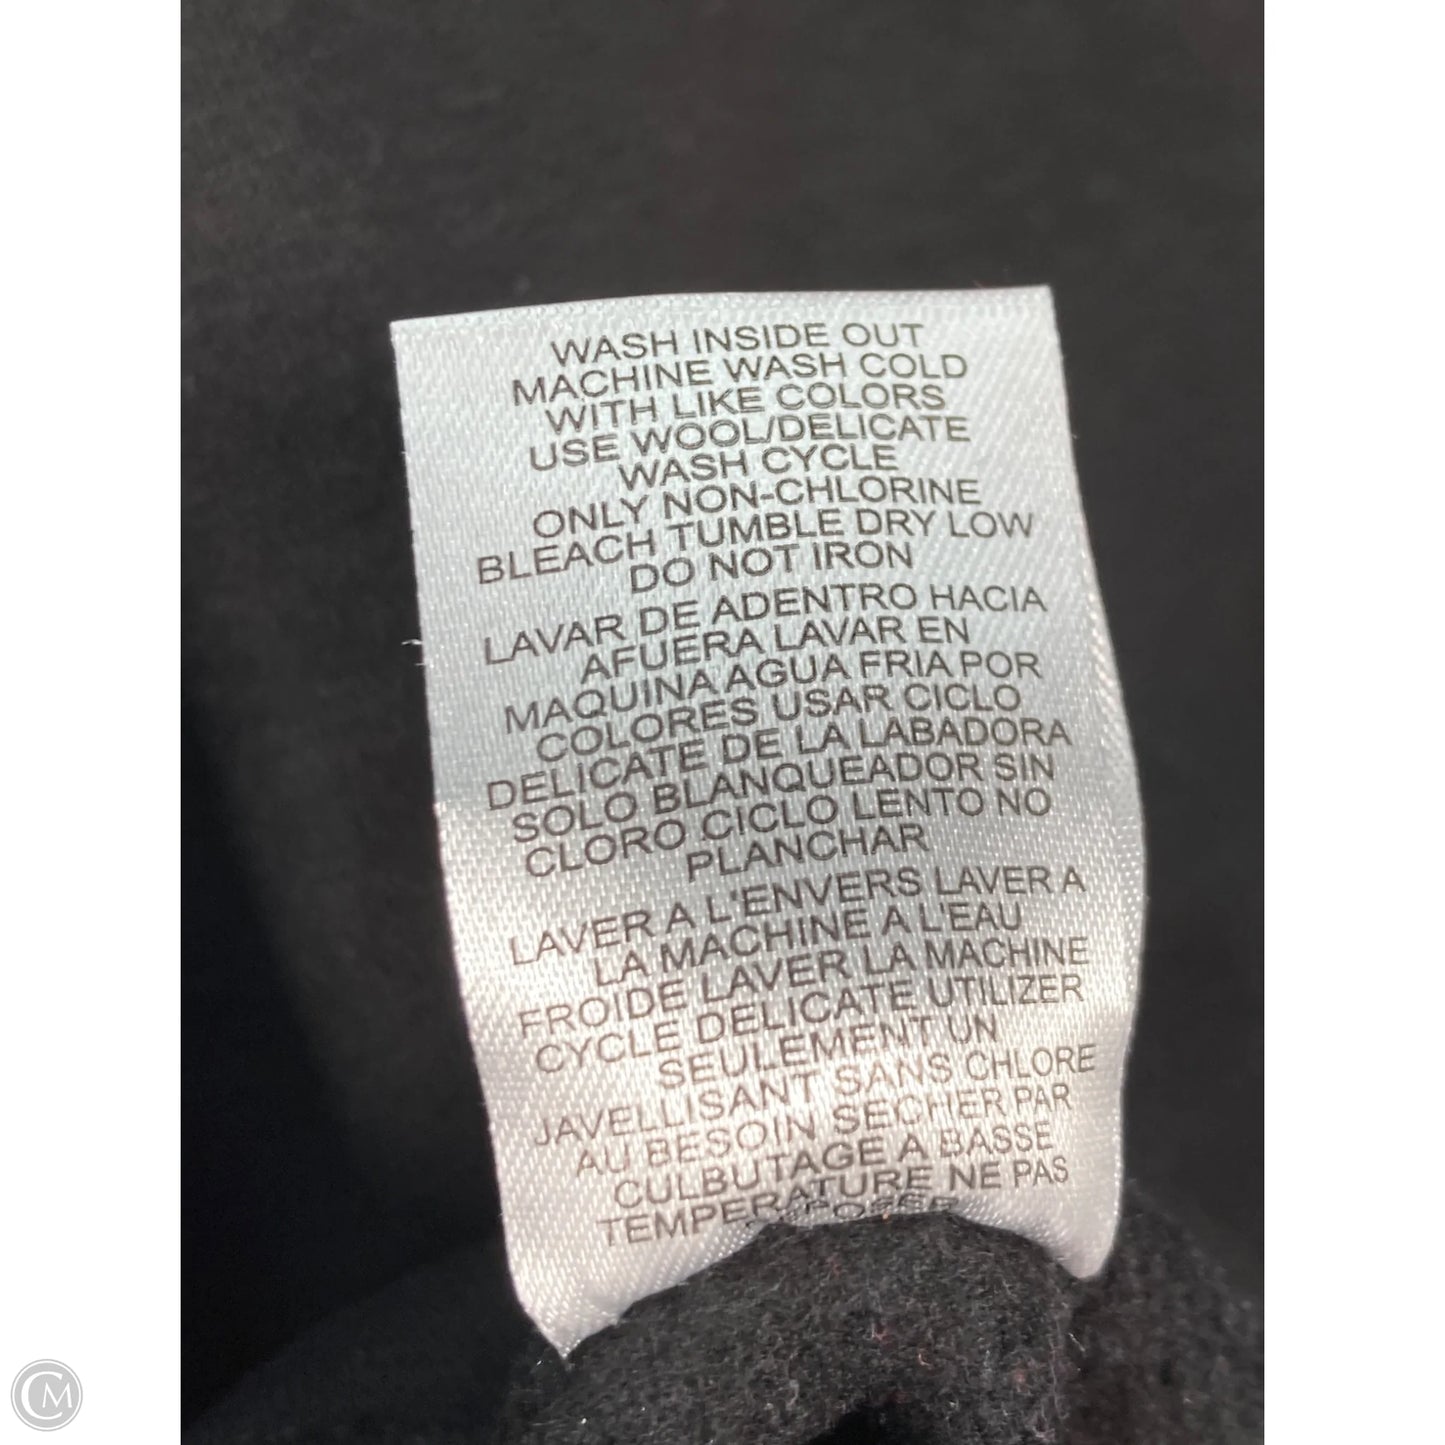 WASH INSIDE OUT
MACHINE WASH COLD
WITH LIKE COLORS
USE WOOL/DELICATE
WASH CYCLE
ONLY NON-CHLORINE
BLEACH TUMBLE DRY LOW
DO NOT IRON
LAVAR DE ADENTRO HACIA
AFUERA LAVAR EN
MAQUINA AGUA FRIA POR
COLORES USAR CICLO
DELICATE DE LA LABADORA
SOLO BLANQUEADOR SIN
CLORO CICLO LENTO NO
PLANCHAR
LAVER A L'ENVERS LAVER A
LA MACHINE A L'EAU
FROIDE LAVER LA MACHINE
CYCLE DELICATE UTILIZER
SEULEMENT UN
JAVELLISANT SANS CHLORE
AU BESOIN SECHER PAR
CULBUTAGE A BASSE
TEMPERATURE NE PAS
CM